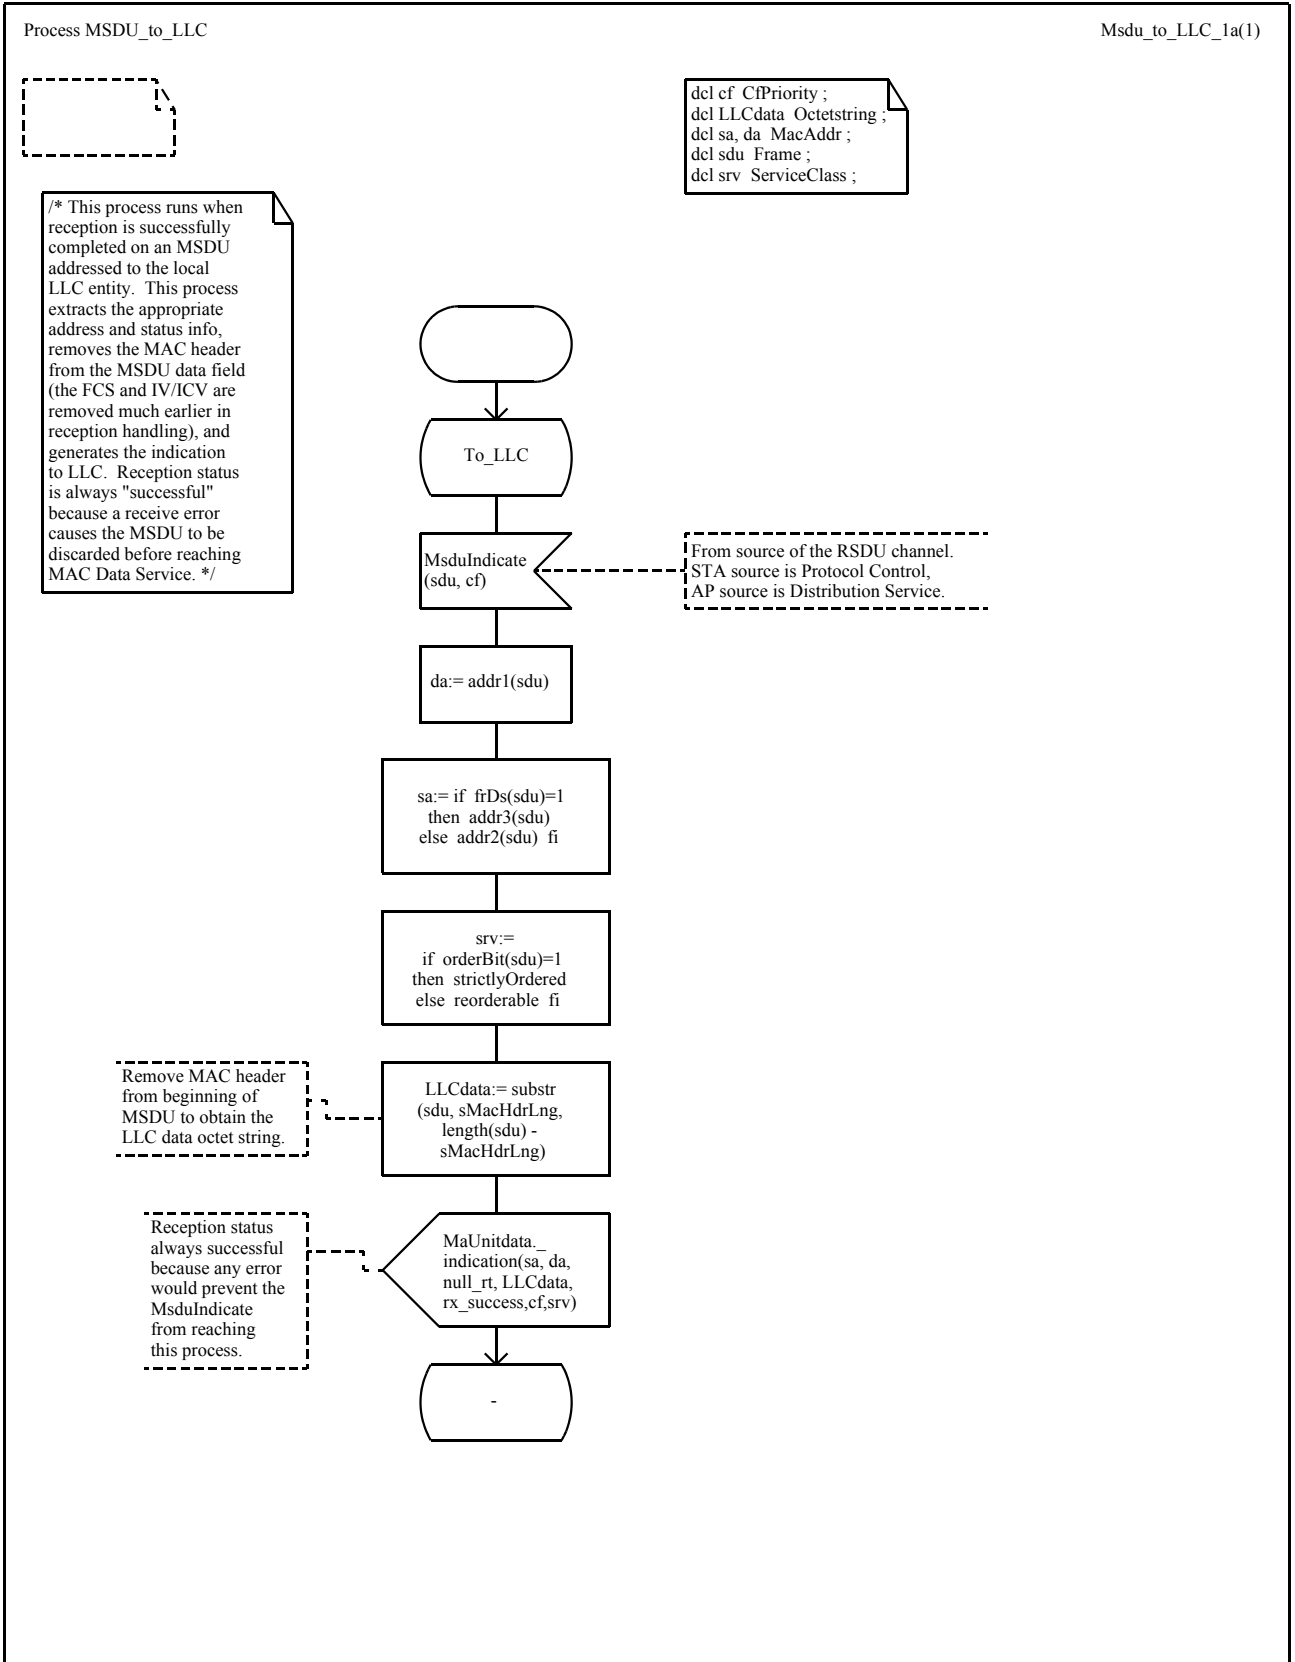 Process MSDU_to_LLC
Msdu_to_LLC_1a(1)
dcl cf CfPriority ;
dcl LLCdata Octetstring ;
dcl sa, da MacAddr ;
dcl sdu Frame ;
dcl srv ServiceClass ;
/* This process runs when
reception is successfully
completed on an MSDU
addressed to the local
LLC entity. This process
extracts the appropriate
address and status info,
removes the MAC header
from the MSDU data field
(the FCS and IV/ICV are
removed much earlier in
reception handling), and
generates the indication
to LLC. Reception status
is always "successful"
because a receive error
causes the MSDU to be
discarded before reaching
MAC Data Service. */
To_LLC
MsduIndicate
(sdu, cf)
From source of the RSDU channel.
STA source is Protocol Control,
AP source is Distribution Service.
da:= addr1(sdu)
sa:= if frDs(sdu)=1
then addr3(sdu)
else addr2(sdu) fi
srv:=
if orderBit(sdu)=1
then strictlyOrdered
else reorderable fi
Remove MAC header
from beginning of
MSDU to obtain the
LLC data octet string.
LLCdata:= substr
(sdu, sMacHdrLng,
length(sdu) -
sMacHdrLng)
Reception status
always successful
because any error
would prevent the
MsduIndicate
from reaching
this process.
MaUnitdata._
indication(sa, da,
null_rt, LLCdata,
rx_success,cf,srv)
-